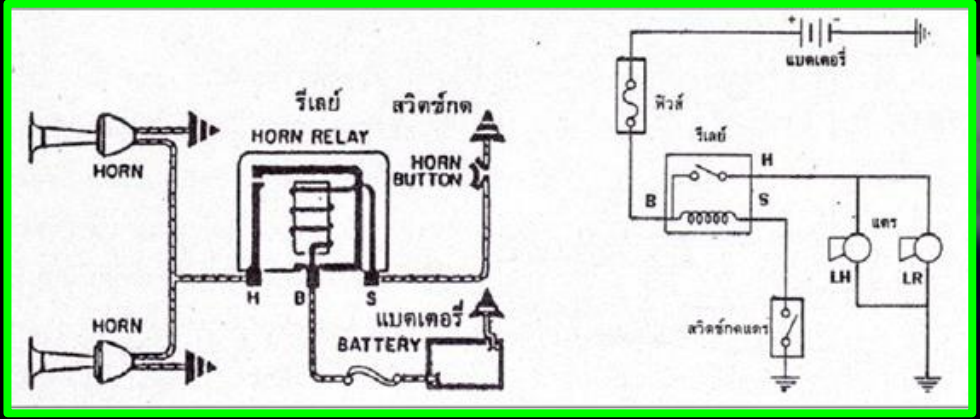 รีเลย์
HORN RELAY
สวิตช์กด
HORN
BUTTON
HORN
H
B
S
HORN
แบตเตอรี่
BATTERY
+
-
แบตเตอรี่
ฟิวส์
รีเลย์
H
B
S
แตร
LH
LR
สวิตช์กดแตร